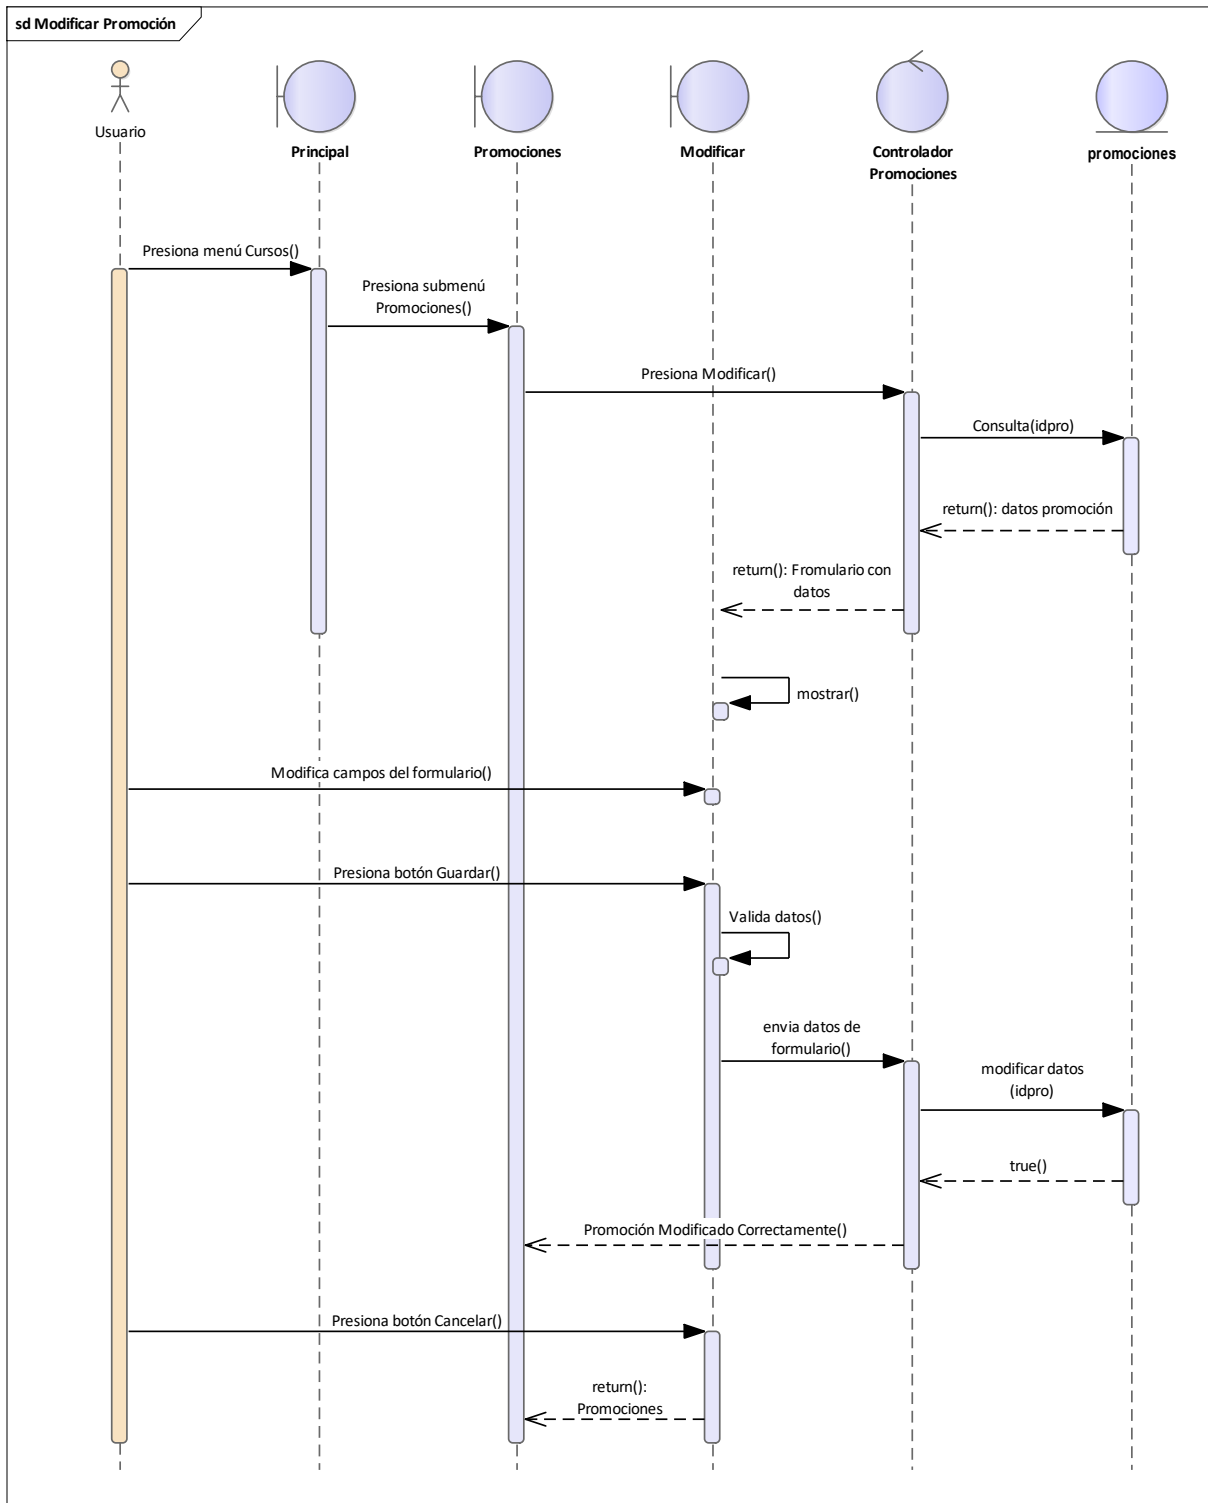 sd Modificar Promoción
Usuario
Principal
Promociones
Modificar
Controlador
Promociones
promociones
Presiona menú Cursos()
Presiona submenú
Promociones()
Presiona Modificar()
Consulta(idpro)
return(): datos promoción
return(): Fromulario con
datos
mostrar()
Modifica campos del formulario()
Presiona botón Guardar()
Valida datos()
envia datos de
formulario()
modificar datos
(idpro)
true()
Promoción Modificado Correctamente()
Presiona botón Cancelar()
return():
Promociones